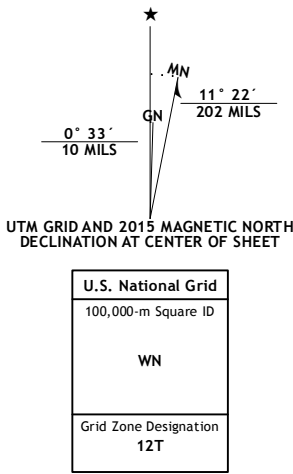 ★
MN
11° 22´
202 MILS
GN
0° 33´
10 MILS
UTM GRID AND 2015 MAGNETIC NORTH
DECLINATION AT CENTER OF SHEET
U.S. National Grid
100,000-m Square ID
WN
Grid Zone Designation
12T